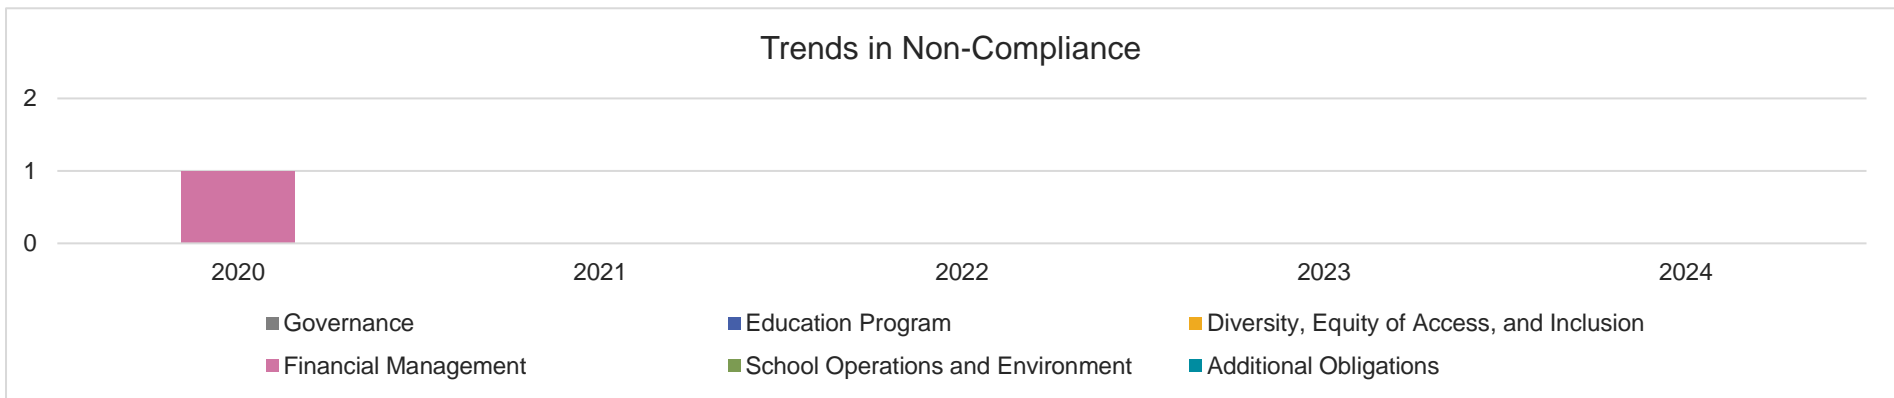 Trends in Non-Compliance
2
1
0
2020 2021 2022 2023 2024
Governance Education Program Diversity, Equity of Access, and Inclusion
Financial Management School Operations and Environment Additional Obligations